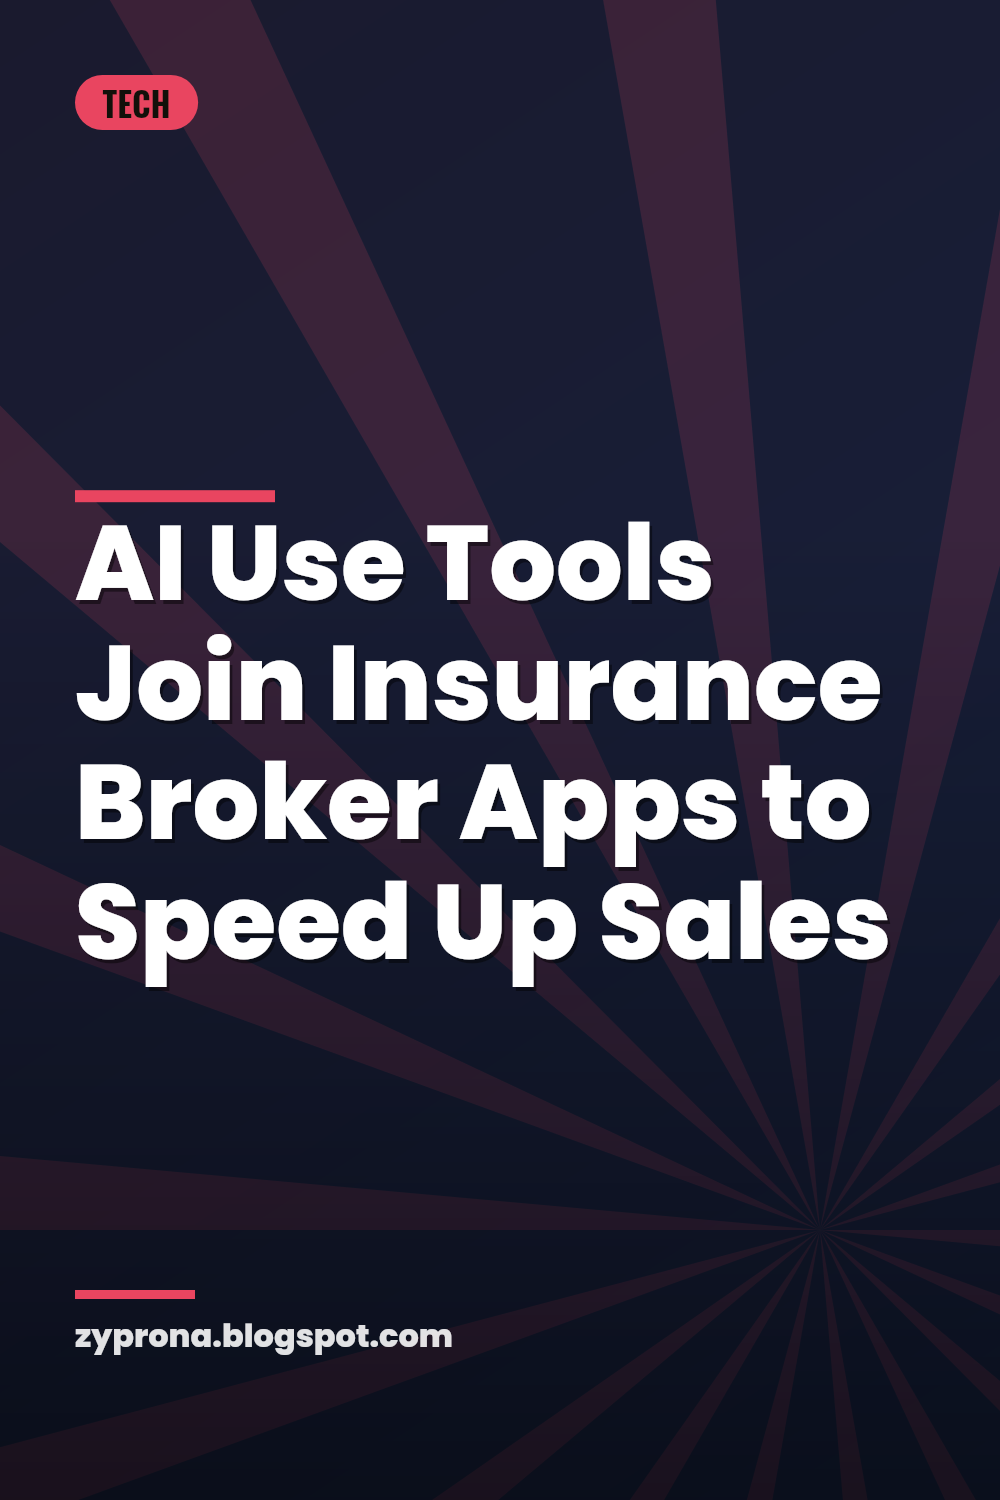 TECH
AI Use Tools
Join Insurance
Broker Apps to
Speed Up Sales
zyprona.blogspot.com